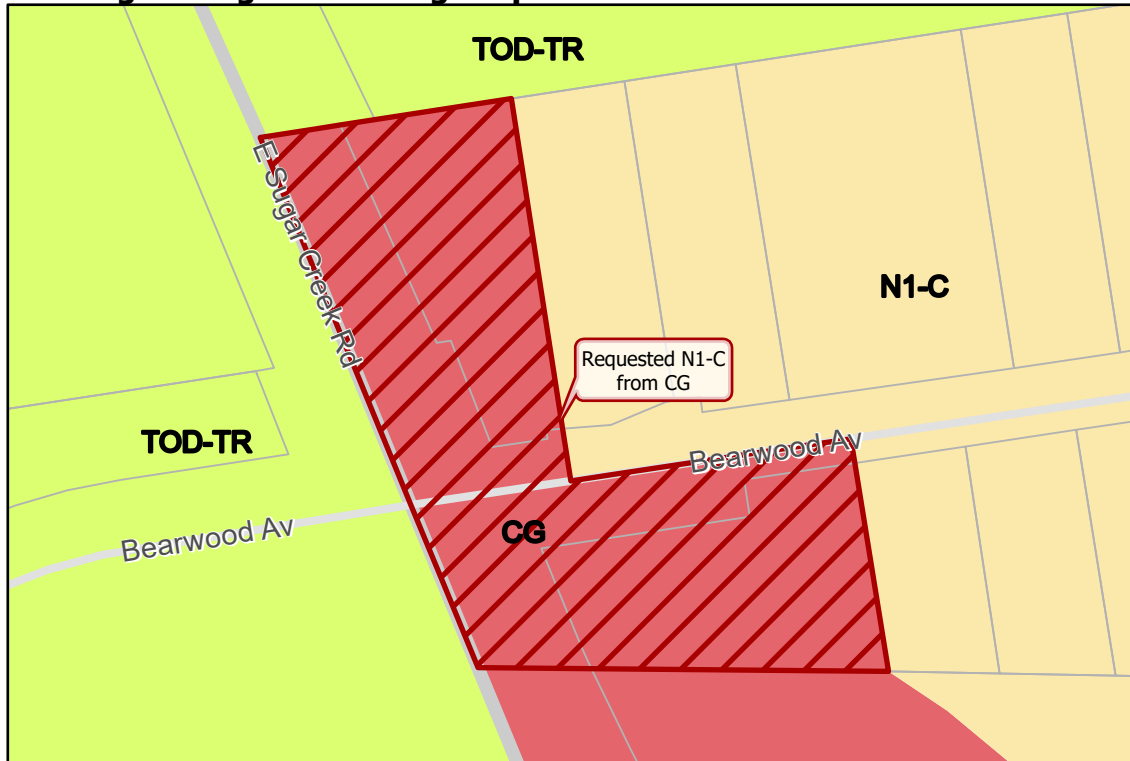 TOD-TR
E Sugar Creek Rd
N1-C
Requested N1-C
from CG
TOD-TR
Bearwood Av
CG
Bearwood Av